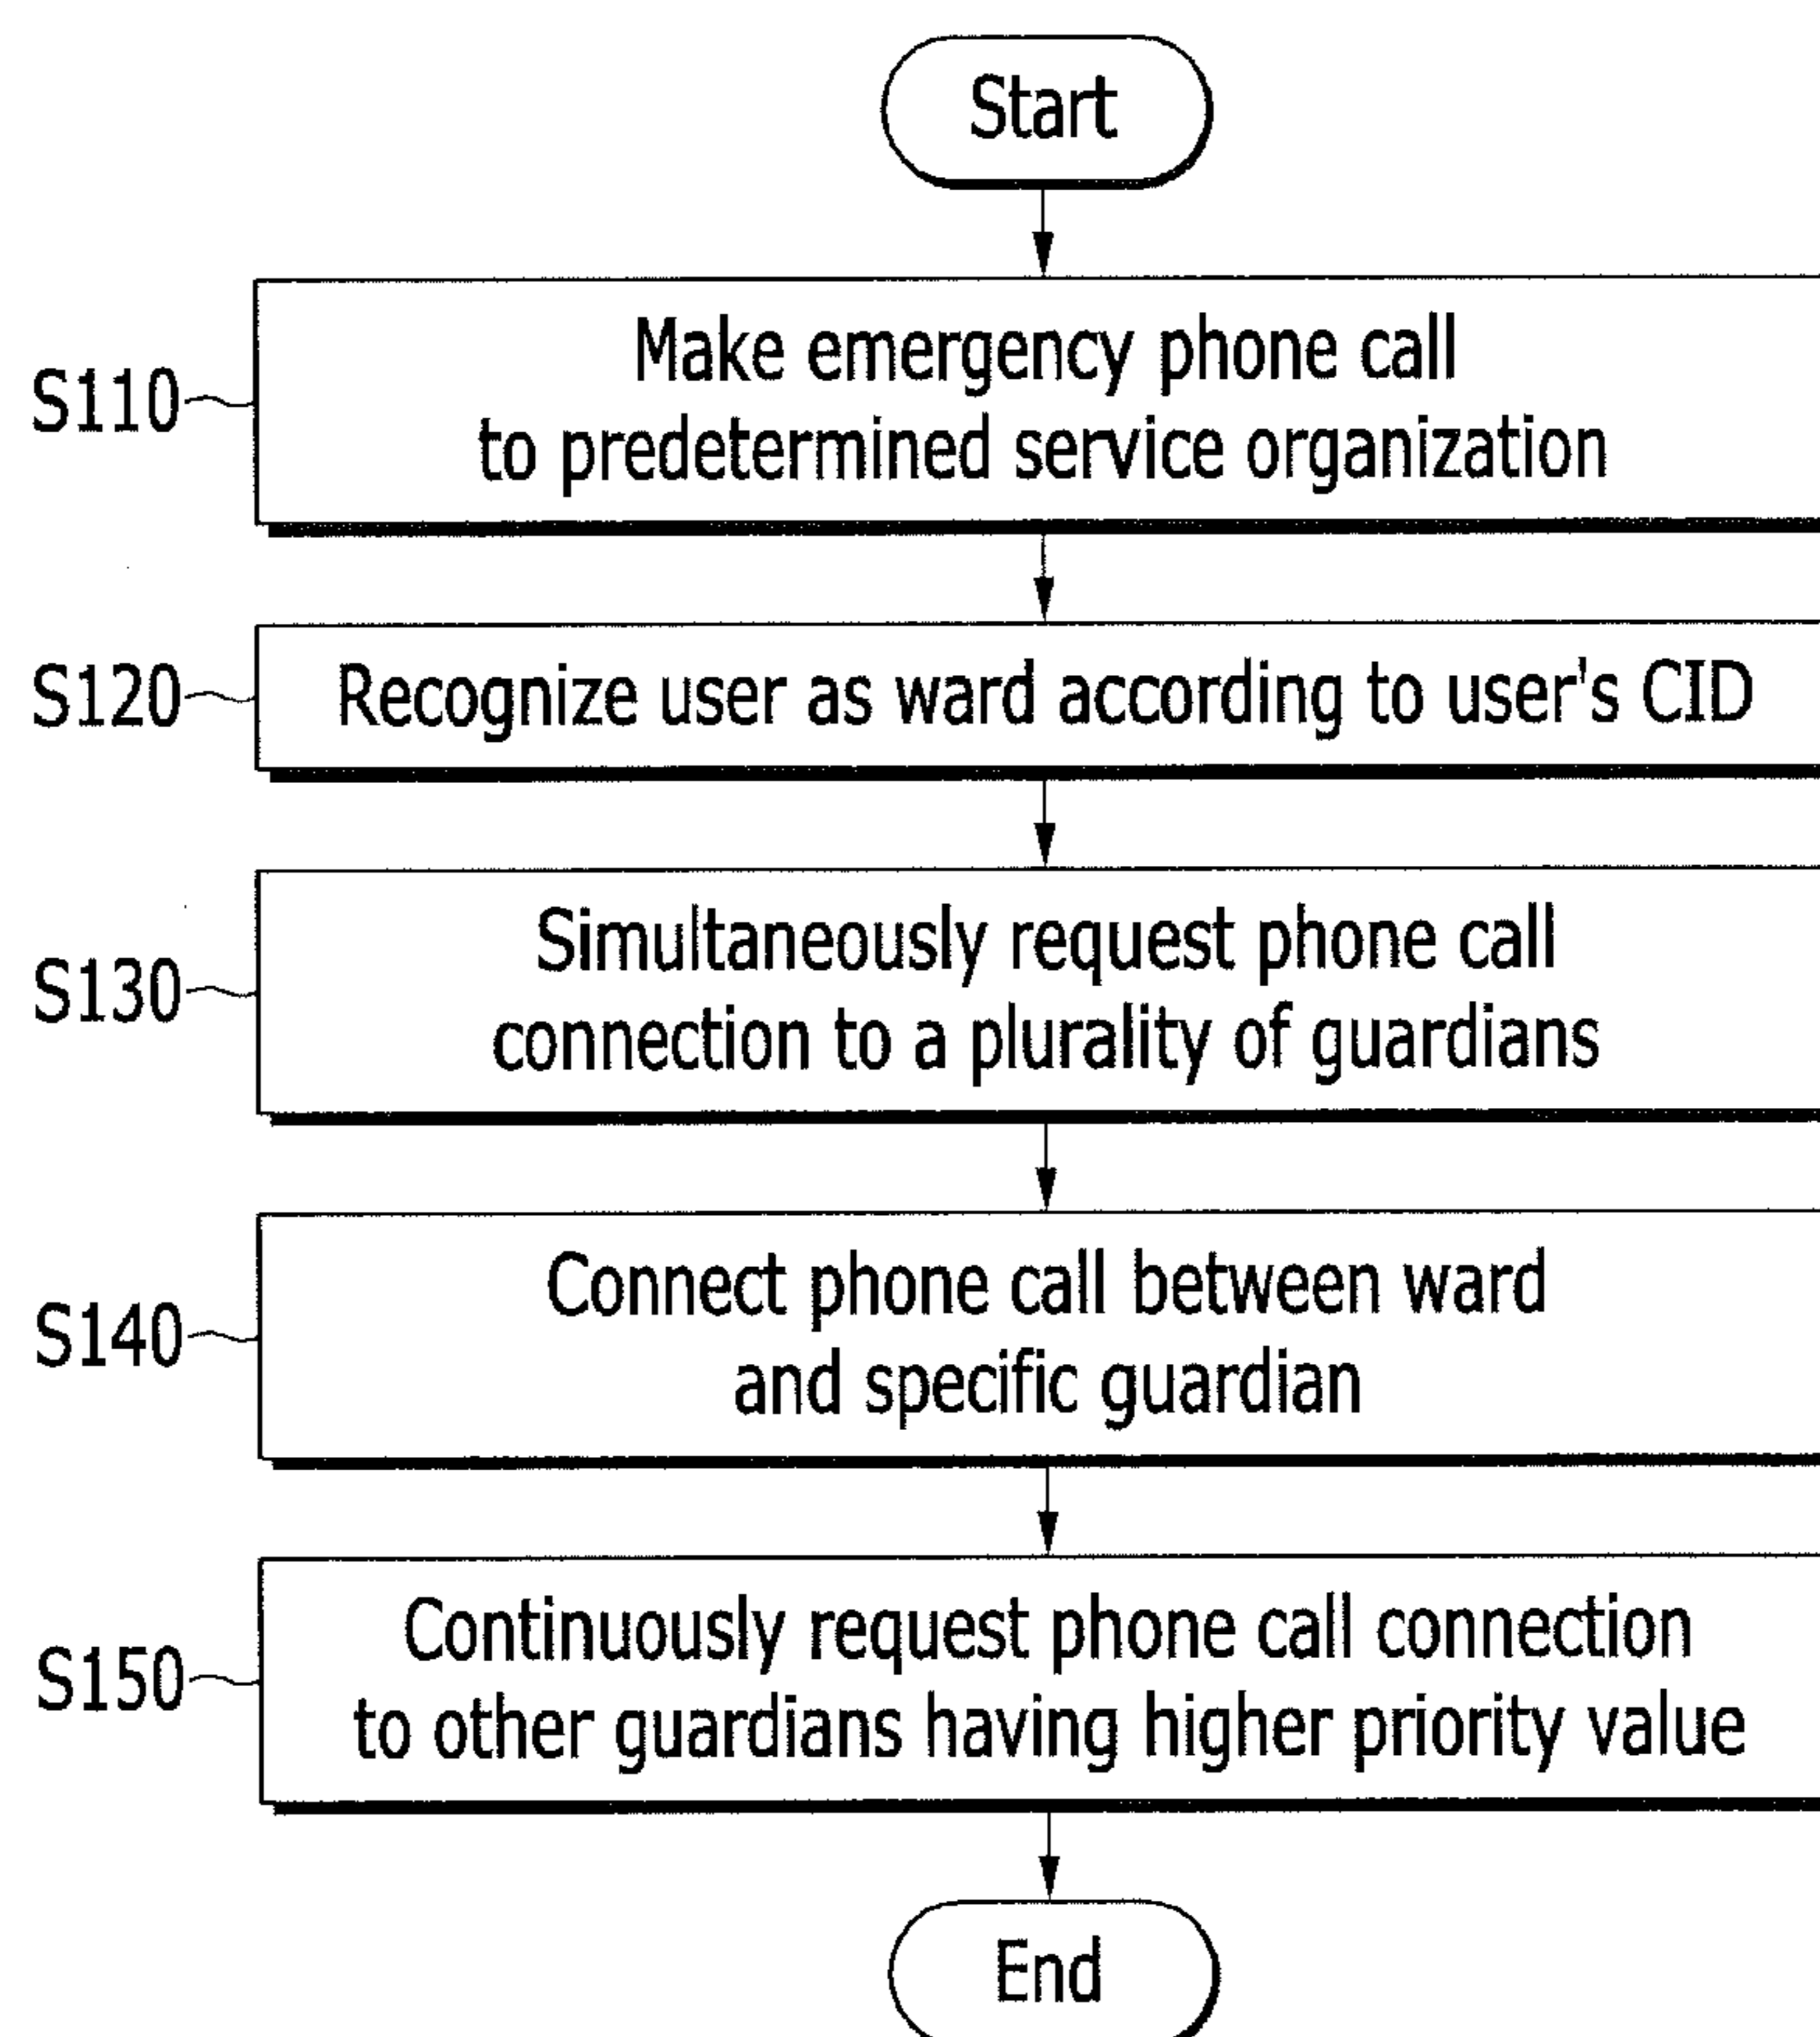 Start
S110
Make emergency phone call
to predetermined service organization
S120
Recognize user as ward according to user's CID
S130
Simultaneously request phone call
connection to a plurality of guardians
S140
Connect phone call between ward
and specific guardian
S150
Continuously request phone call connection
to other guardians having higher priority value
End